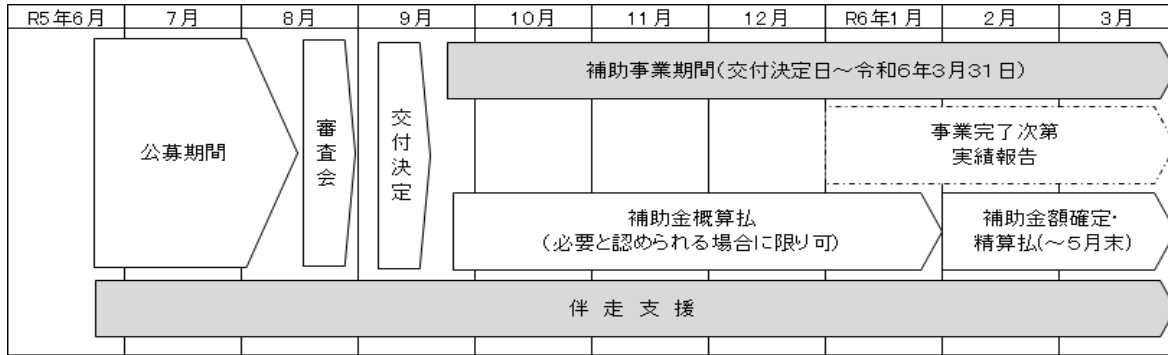 R5年6月
7月
8月
9月
10月
11月
12月
R6年1月
2月
3月
公募期間
審査会
交付決定
補助事業期間(交付決定日～令和6年3月31日)
事業完了次第
実績報告
補助金概算払
(必要と認められる場合に限り可)
補助金額確定・
精算払(～5月末)
伴走支援